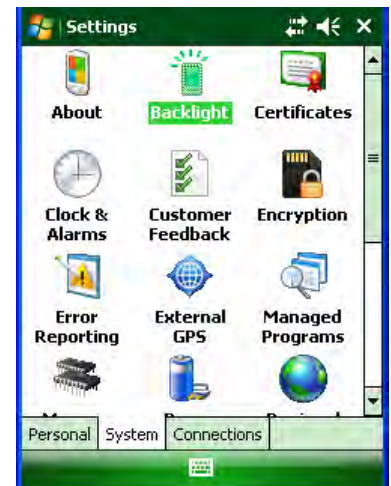 Settings
About
Backlight
Certificates
Clock &
Alarms
Customer
Feedback
Encryption
Error
Reporting
External
GPS
Managed
Programs
Personal
System
Connections